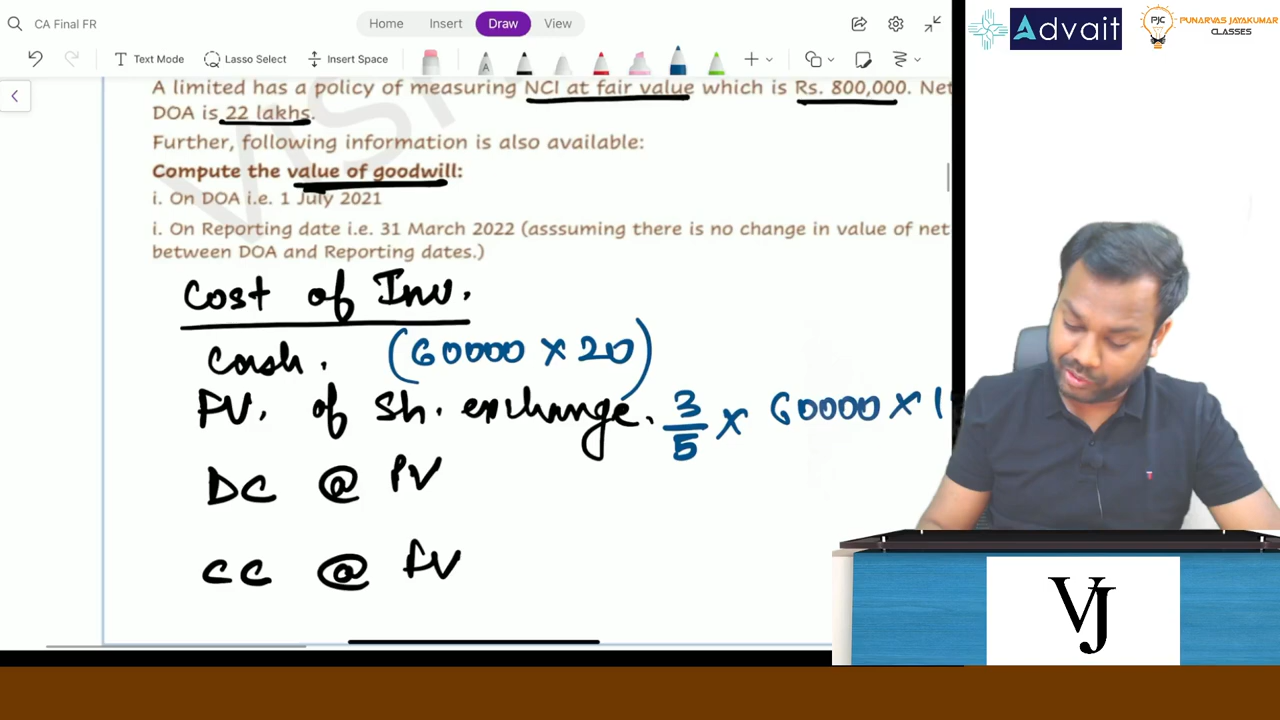 CA Final FR
Home Insert Draw View
Advait
PJC PUNARVAS JAYAKUMAR CLASSES
Text Mode Lasso Select Insert Space
A limited has a policy of measuring NCI at fair value which is Rs. 800,000. Net
DOA is 22 lakhs.
Further, following information is also available:
Compute the value of goodwill:
i. On DOA i.e. 1 July 2021
i. On Reporting date i.e. 31 March 2022 (asssuming there is no change in value of net
between DOA and Reporting dates.)
Cost of Inv.
Cash. (60000 × 20)
FV. of Sh. exchange. 3/5 × 60000 × 1
DC @ PV
CC @ FV
VJ